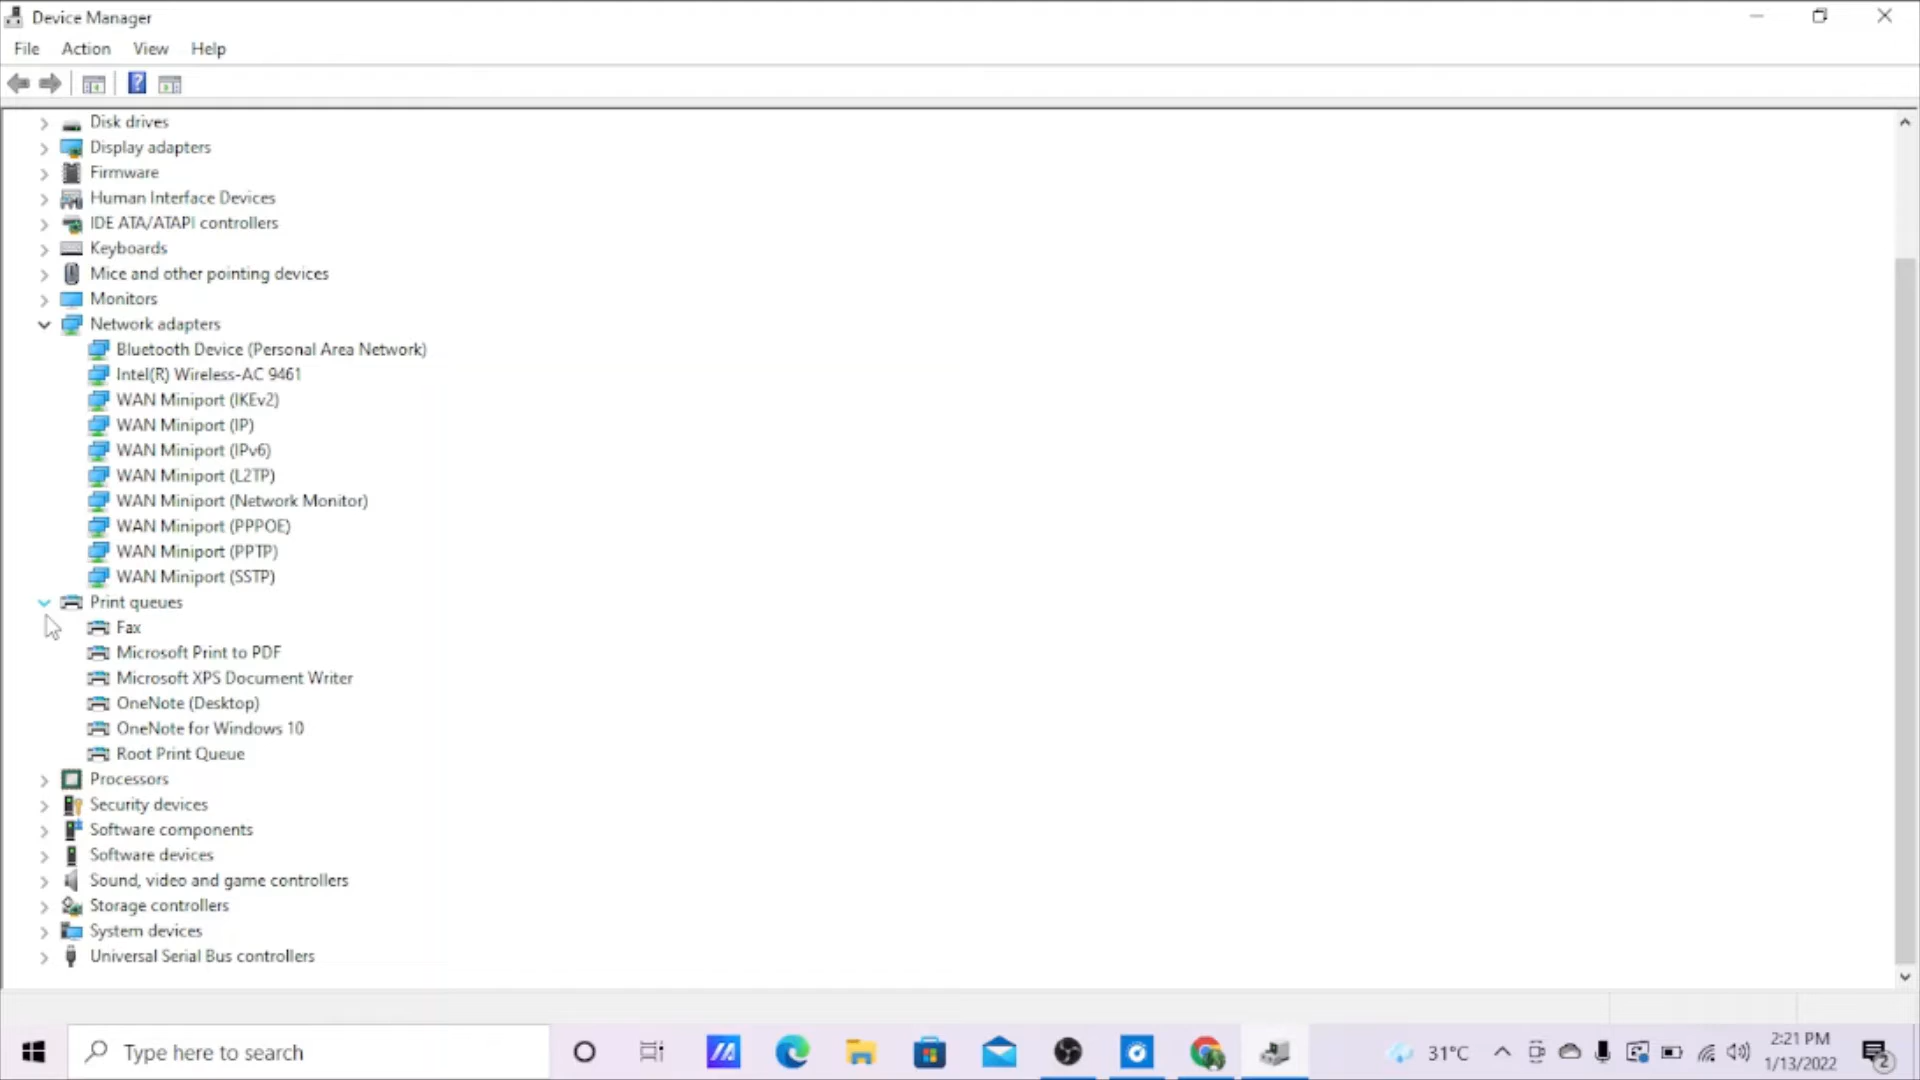 Device Manager
File Action View Help
Disk drives
Display adapters
Firmware
Human Interface Devices
IDE ATA/ATAPI controllers
Keyboards
Mice and other pointing devices
Monitors
Network adapters
Bluetooth Device (Personal Area Network)
Intel(R) Wireless-AC 9461
WAN Miniport (IKEv2)
WAN Miniport (IP)
WAN Miniport (IPv6)
WAN Miniport (L2TP)
WAN Miniport (Network Monitor)
WAN Miniport (PPPOE)
WAN Miniport (PPTP)
WAN Miniport (SSTP)
Print queues
Fax
Microsoft Print to PDF
Microsoft XPS Document Writer
OneNote (Desktop)
OneNote for Windows 10
Root Print Queue
Processors
Security devices
Software components
Software devices
Sound, video and game controllers
Storage controllers
System devices
Universal Serial Bus controllers
Type here to search
31°C
2:21 PM
1/13/2022
2